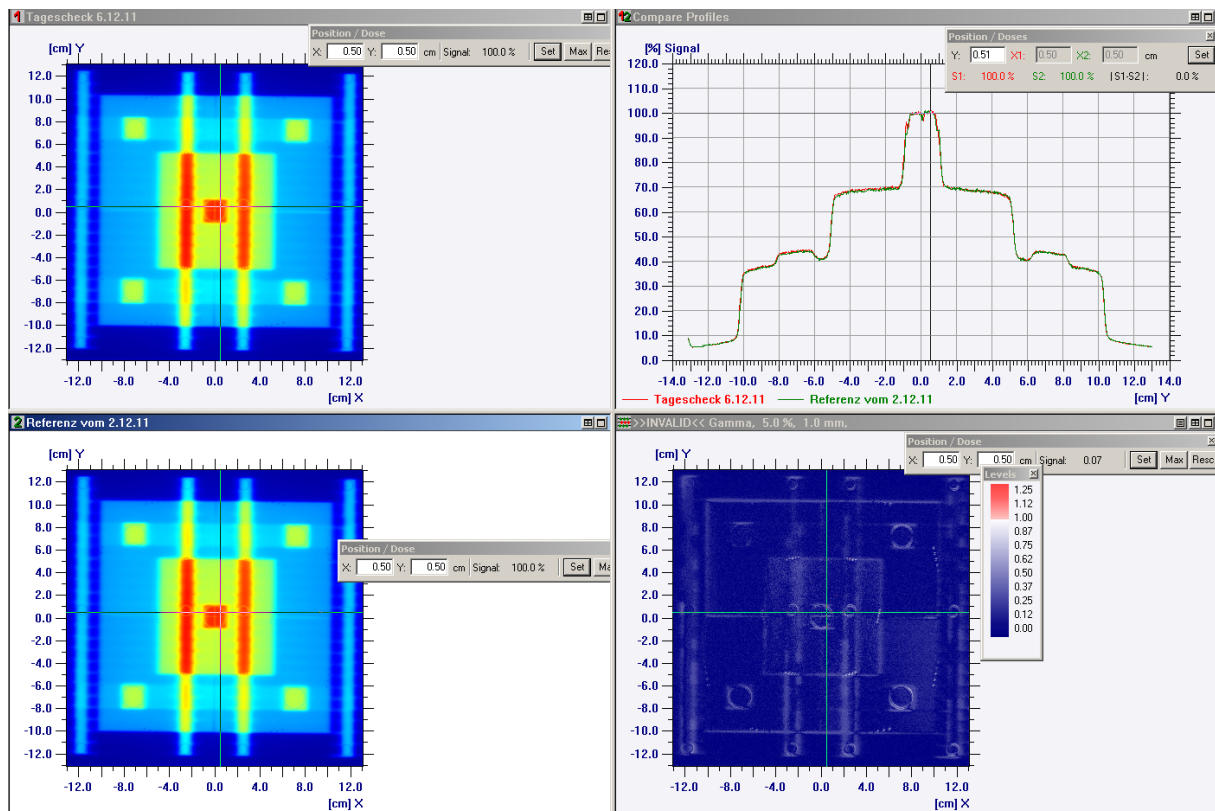 1 Tagescheck 6.12.11
Position / Dose
X: 0.50 Y: 0.50 cm Signal: 100.0 % Set Max Res
[cm] Y
12.0
10.0
8.0
6.0
4.0
2.0
0.0
-2.0
-4.0
-6.0
-8.0
-10.0
-12.0
-12.0 -8.0 -4.0 0.0 4.0 8.0 12.0
[cm] X
12 Compare Profiles
Position / Doses
Y: 0.51 X1: 0.50 X2: 0.50 cm Set
S1: 100.0 % S2: 100.0 % |S1-S2|: 0.0 %
[%] Signal
120.0
110.0
100.0
90.0
80.0
70.0
60.0
50.0
40.0
30.0
20.0
10.0
0.0
-14.0 -12.0 -10.0 -8.0 -6.0 -4.0 -2.0 0.0 2.0 4.0 6.0 8.0 10.0 12.0 14.0
Tagescheck 6.12.11 Referenz vom 2.12.11 [cm] Y
2 Referenz vom 2.12.11
[cm] Y
12.0
10.0
8.0
6.0
4.0
2.0
0.0
-2.0
-4.0
-6.0
-8.0
-10.0
-12.0
Position / Dose
X: 0.50 Y: 0.50 cm Signal: 100.0 % Set Ma
-12.0 -8.0 -4.0 0.0 4.0 8.0 12.0
[cm] X
>>INVALID<< Gamma, 5.0 %, 1.0 mm,
Position / Dose
X: 0.50 Y: 0.50 cm Signal: 0.07 Set Max Resc
[cm] Y
12.0
10.0
8.0
6.0
4.0
2.0
0.0
-2.0
-4.0
-6.0
-8.0
-10.0
-12.0
Levels
1.25
1.12
1.00
0.87
0.75
0.62
0.50
0.37
0.25
0.12
0.00
-12.0 -8.0 -4.0 0.0 4.0 8.0 12.0
[cm] X